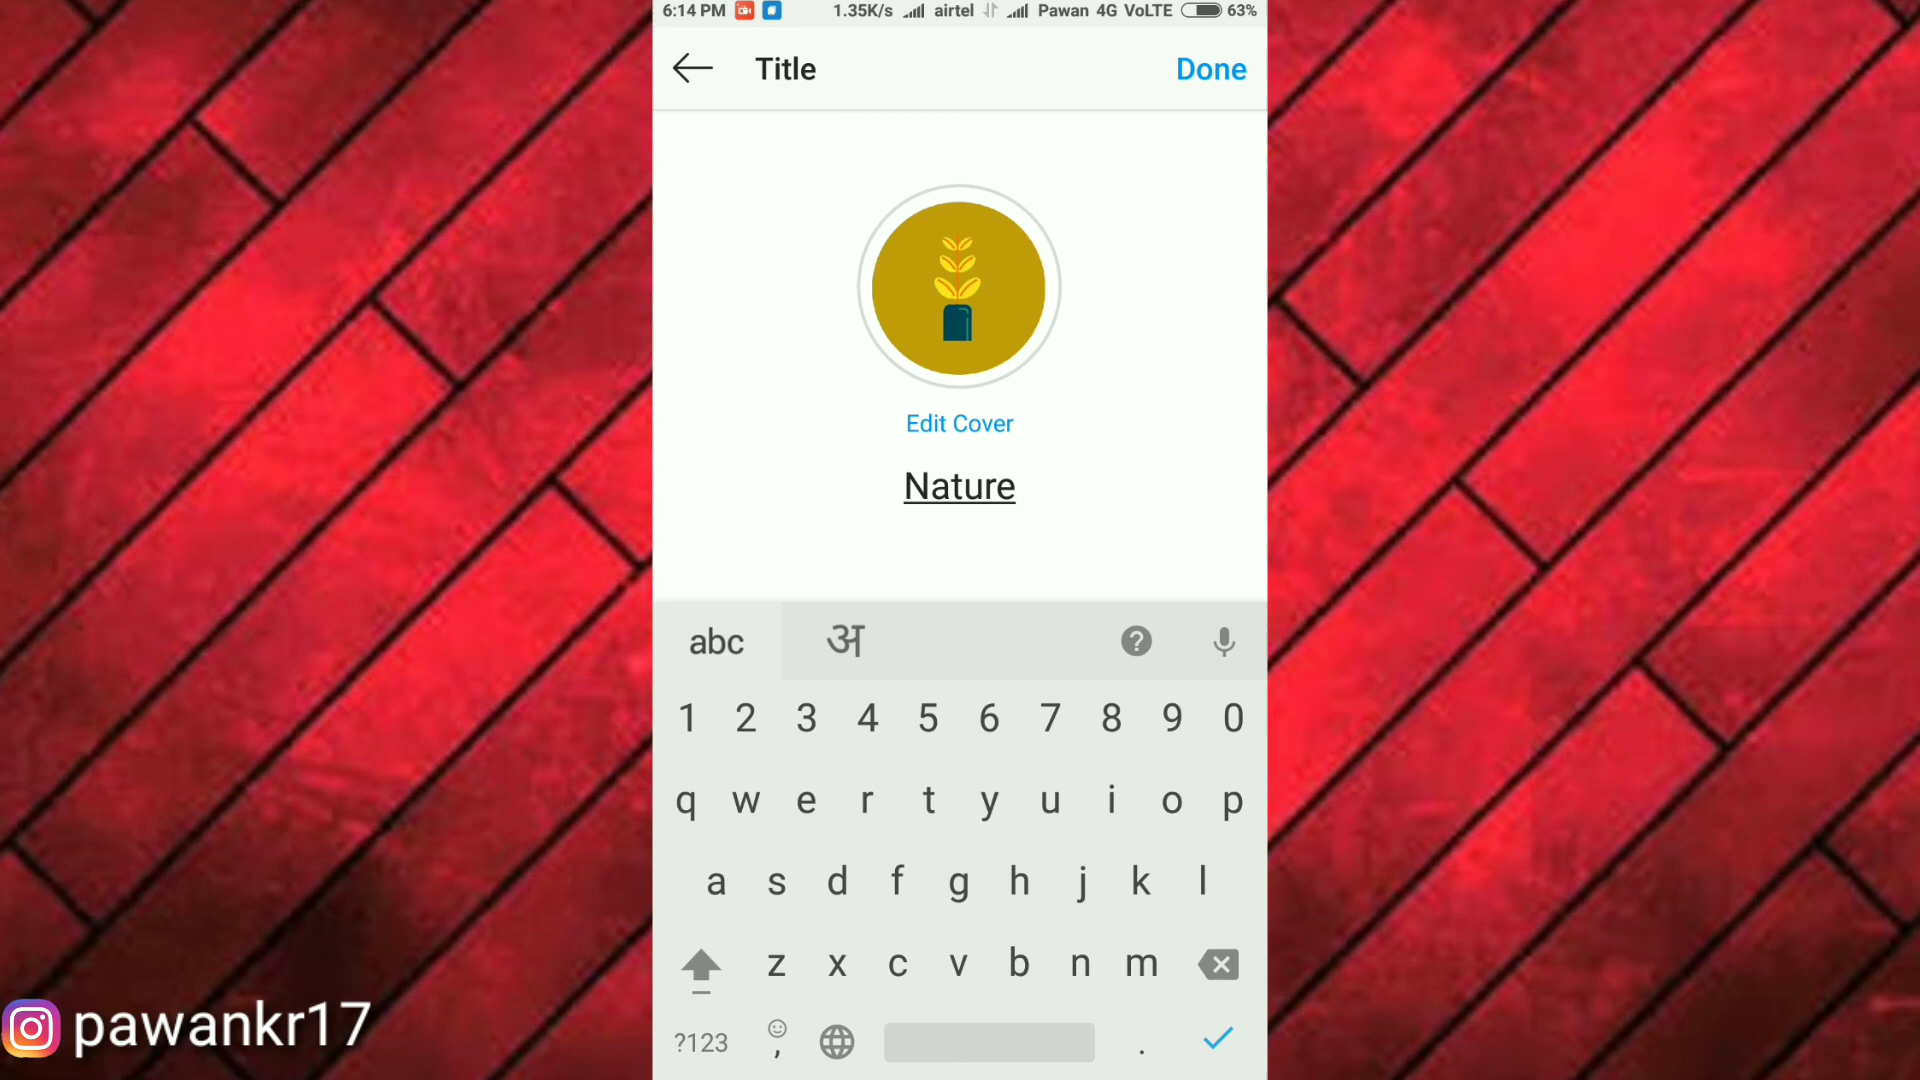 6:14 PM 1.35K/s airtel Pawan 4G VoLTE 63%
Title Done
Edit Cover
Nature
abc अ ?
1 2 3 4 5 6 7 8 9 0
q w e r t y u i o p
a s d f g h j k l
z x c v b n m
?123 , .
pawankr17